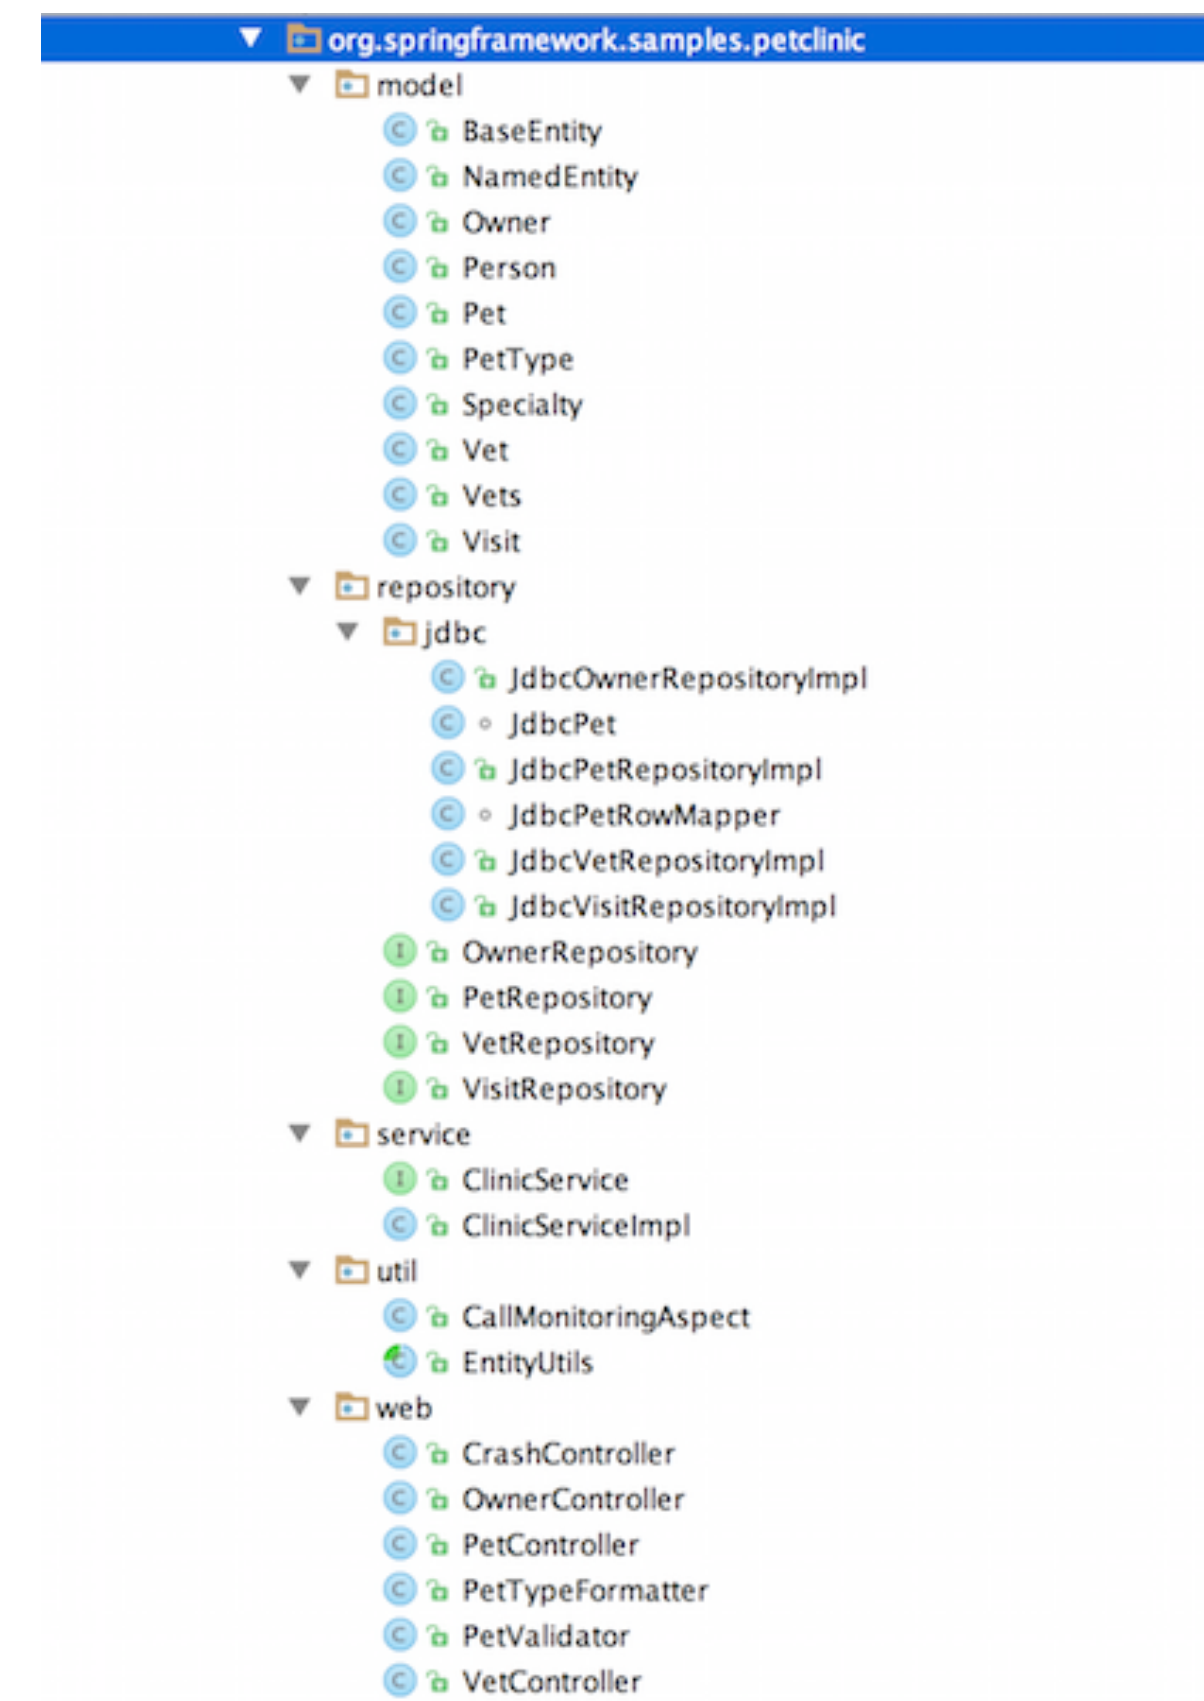 org.springframework.samples.petclinic
model
C BaseEntity
C NamedEntity
C Owner
C Person
C Pet
C PetType
C Specialty
C Vet
C Vets
C Visit
repository
jdbc
C JdbcOwnerRepositoryImpl
C JdbcPet
C JdbcPetRepositoryImpl
C JdbcPetRowMapper
C JdbcVetRepositoryImpl
C JdbcVisitRepositoryImpl
I OwnerRepository
I PetRepository
I VetRepository
I VisitRepository
service
I ClinicService
C ClinicServiceImpl
util
C CallMonitoringAspect
C EntityUtils
web
C CrashController
C OwnerController
C PetController
C PetTypeFormatter
C PetValidator
C VetController